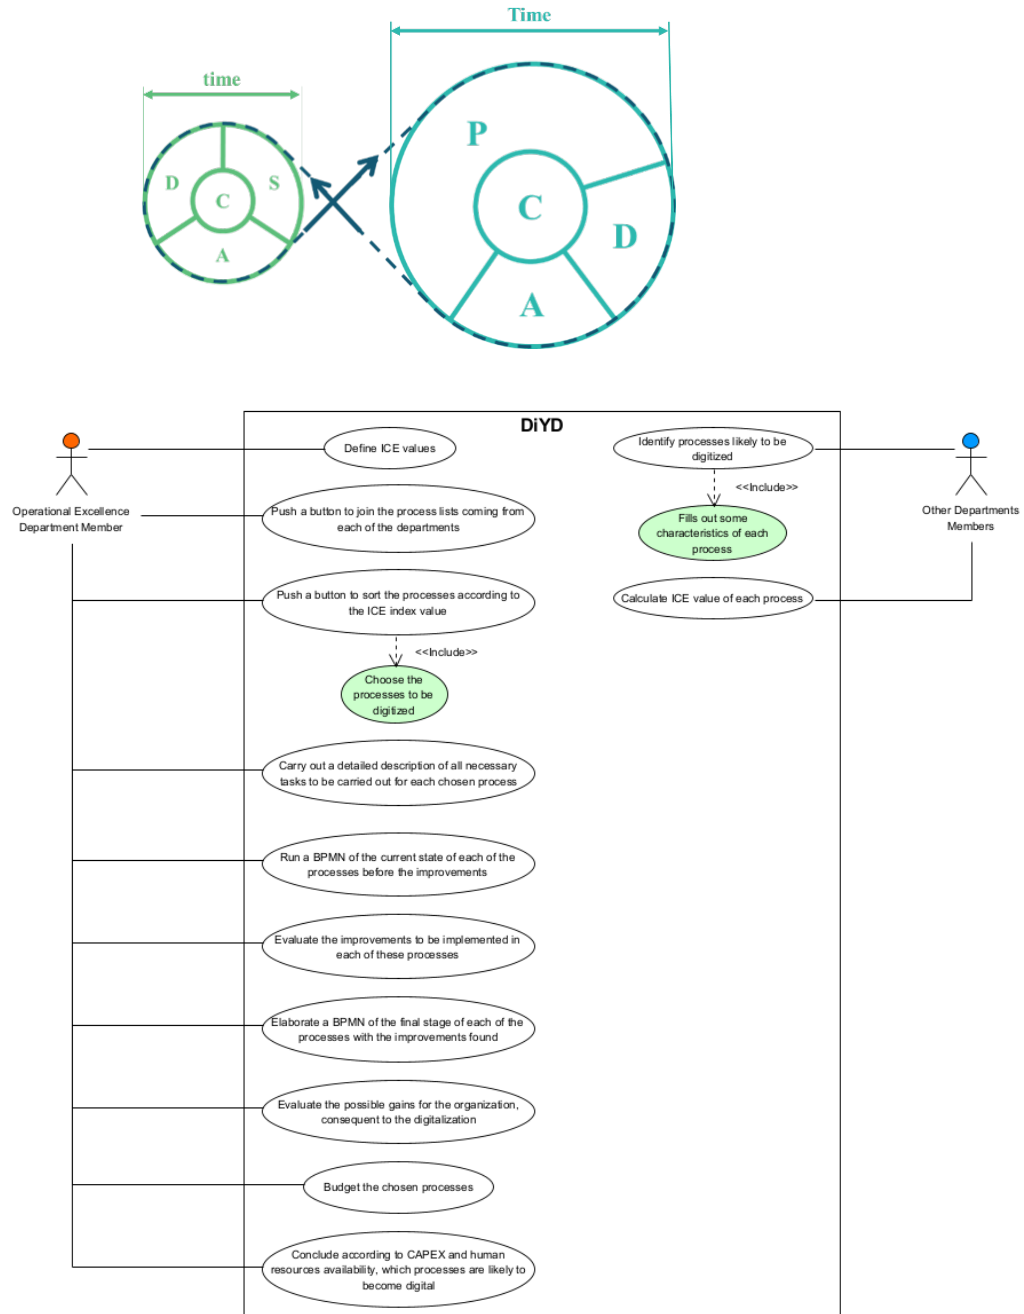 Time
time
P
D
S
C
C
D
A
A
DiYD
Define ICE values
Identify processes likely to be
digitized
<<Include>>
Operational Excellence
Department Member
Push a button to join the process lists coming from
each of the departments
Fills out some
characteristics of each
process
Other Departments
Members
Push a button to sort the processes according to
the ICE index value
Calculate ICE value of each process
<<Include>>
Choose the
processes to be
digitized
Carry out a detailed description of all necessary
tasks to be carried out for each chosen process
Run a BPMN of the current state of each of the
processes before the improvements
Evaluate the improvements to be implemented in
each of these processes
Elaborate a BPMN of the final stage of each of the
processes with the improvements found
Evaluate the possible gains for the organization,
consequent to the digitalization
Budget the chosen processes
Conclude according to CAPEX and human
resources availability, which processes are likely to
become digital